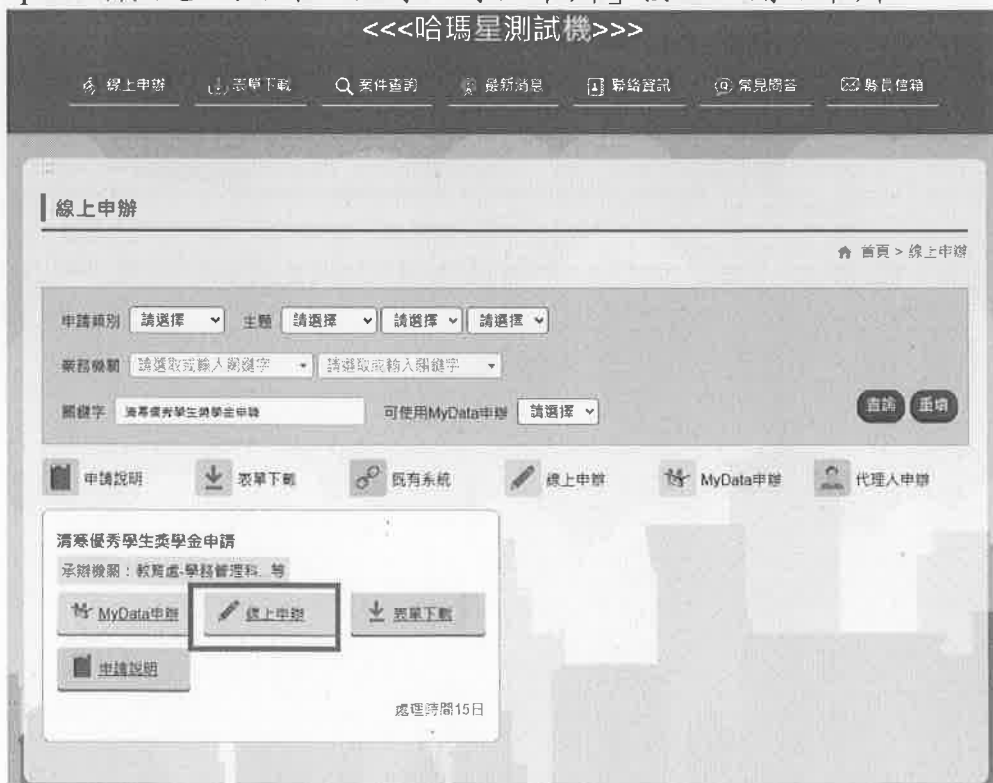 <<<哈瑪星測試機>>>
線上申辦 表單下載 案件查詢 最新消息 聯絡資訊 常見問答 縣長信箱
線上申辦
首頁 > 線上申辦
申請類別 請選擇 主題 請選擇 請選擇 請選擇
業務機關 請選取或輸入關鍵字 請選取或輸入關鍵字
關鍵字 清寒優秀學生獎學金申請 可使用MyData申辦 請選擇 查詢 重填
申請說明 表單下載 既有系統 線上申辦 MyData申辦 代理人申辦
清寒優秀學生獎學金申請
承辦機關：教育處-學務管理科...等
MyData申辦 線上申辦 表單下載
申請說明
處理時間15日